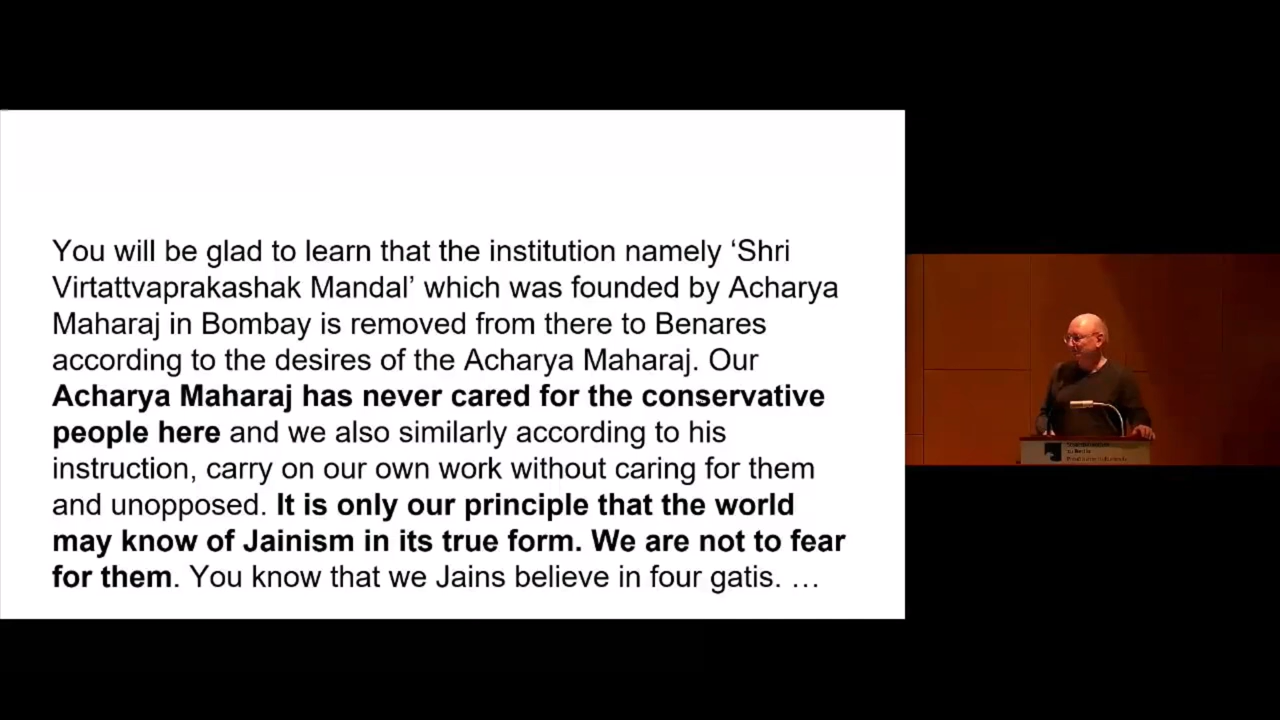 You will be glad to learn that the institution namely ‘Shri
Virtattvaprakashak Mandal’ which was founded by Acharya
Maharaj in Bombay is removed from there to Benares
according to the desires of the Acharya Maharaj. Our
Acharya Maharaj has never cared for the conservative
people here and we also similarly according to his
instruction, carry on our own work without caring for them
and unopposed. It is only our principle that the world
may know of Jainism in its true form. We are not to fear
for them. You know that we Jains believe in four gatis. …